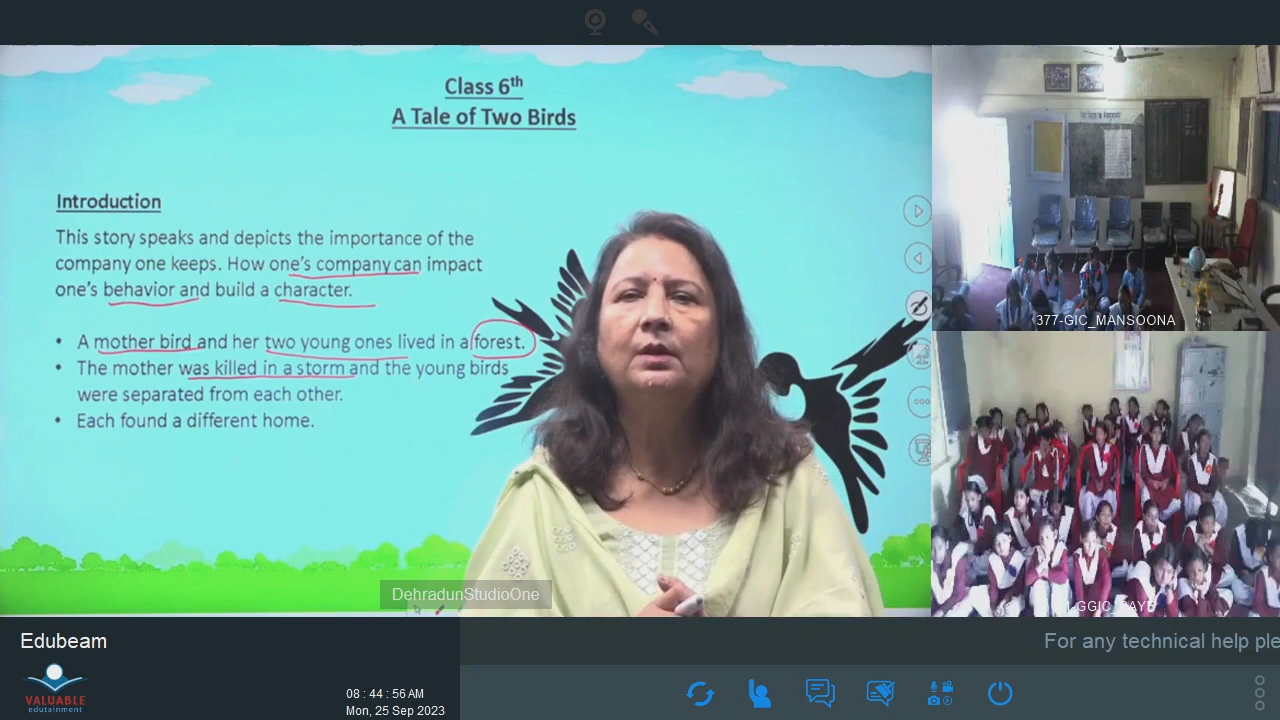 Class 6th
A Tale of Two Birds
Introduction
This story speaks and depicts the importance of the
company one keeps. How one's company can impact
one's behavior and build a character.
• A mother bird and her two young ones lived in a forest.
• The mother was killed in a storm and the young birds
were separated from each other.
• Each found a different home.
DehradunStudioOne
377-GIC_MANSOONA
Edubeam
VALUABLE
edutainment
08 : 44 : 56 AM
Mon, 25 Sep 2023
For any technical help ple